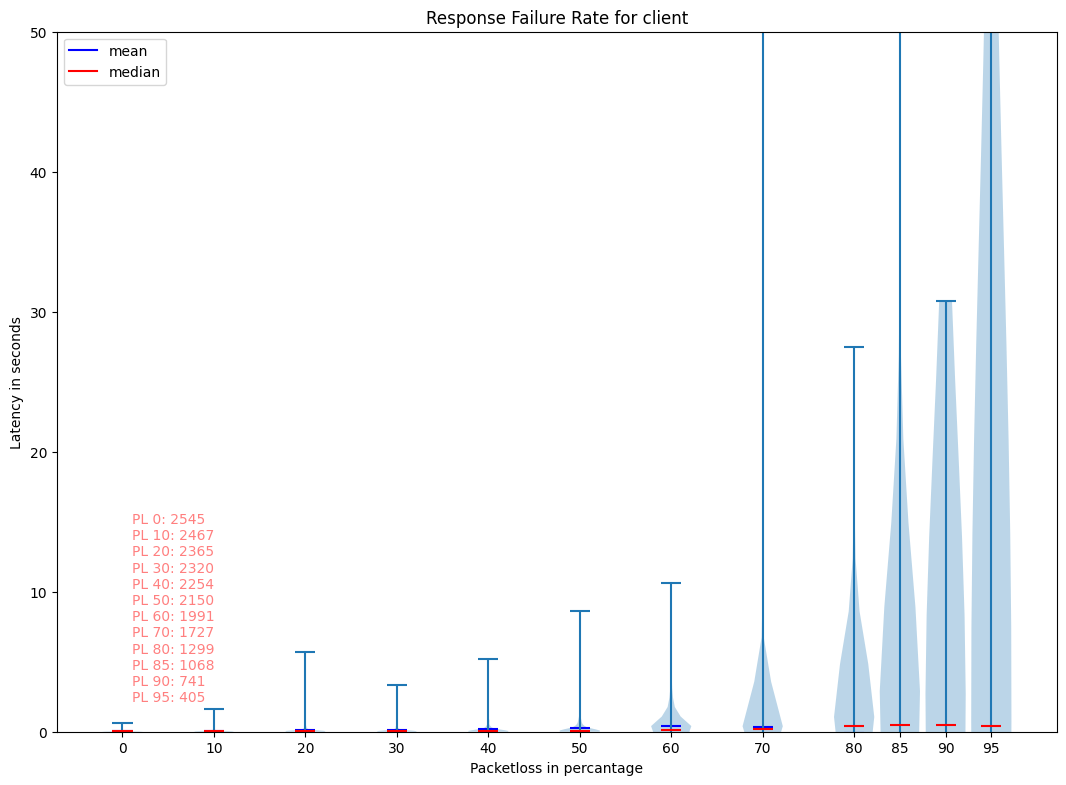 Response Failure Rate for client
mean
median
50
40
30
20
10
0
Latency in seconds
PL 0: 2545
PL 10: 2467
PL 20: 2365
PL 30: 2320
PL 40: 2254
PL 50: 2150
PL 60: 1991
PL 70: 1727
PL 80: 1299
PL 85: 1068
PL 90: 741
PL 95: 405
0 10 20 30 40 50 60 70 80 85 90 95
Packetloss in percantage